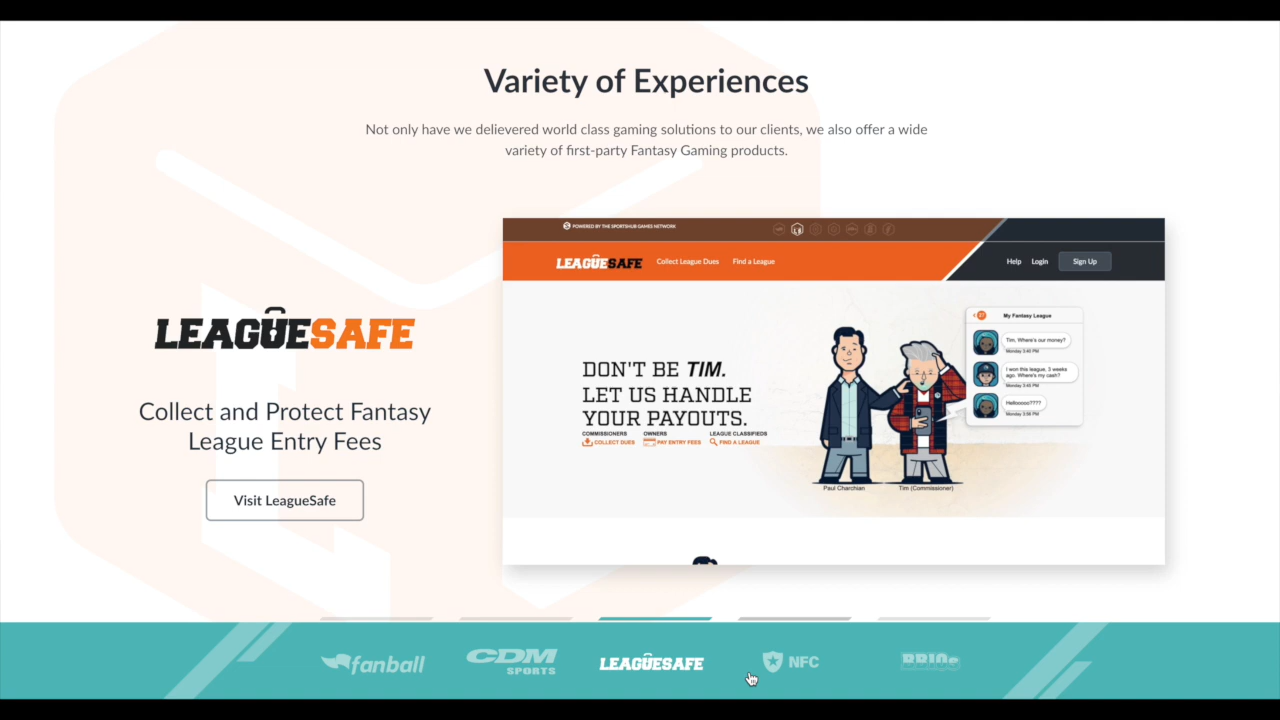 Variety of Experiences
Not only have we delievered world class gaming solutions to our clients, we also offer a wide
variety of first-party Fantasy Gaming products.
LEAGUESAFE
Collect and Protect Fantasy
League Entry Fees
Visit LeagueSafe
POWERED BY THE SPORTSHUB GAMES NETWORK
LEAGUESAFE Collect League Dues Find a League Help Login Sign Up
DON'T BE TIM.
LET US HANDLE
YOUR PAYOUTS.
COMMISSIONERS OWNERS LEAGUE CLASSIFIEDS
COLLECT DUES PAY ENTRY FEES FIND A LEAGUE
27 My Fantasy League
Tim, Where's our money?
Monday 3:40 PM
I won this league, 3 weeks
ago. Where's my cash?
Monday 3:45 PM
Hellooooo????
Monday 3:58 PM
Paul Charchian Tim (Commissioner)
fanball
CDM
SPORTS
LEAGUESAFE
NFC